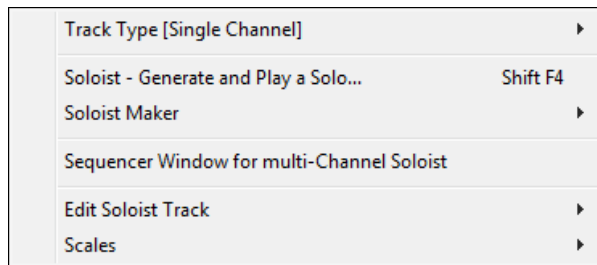 Track Type [Single Channel]
Soloist - Generate and Play a Solo... Shift F4
Soloist Maker
Sequencer Window for multi-Channel Soloist
Edit Soloist Track
Scales